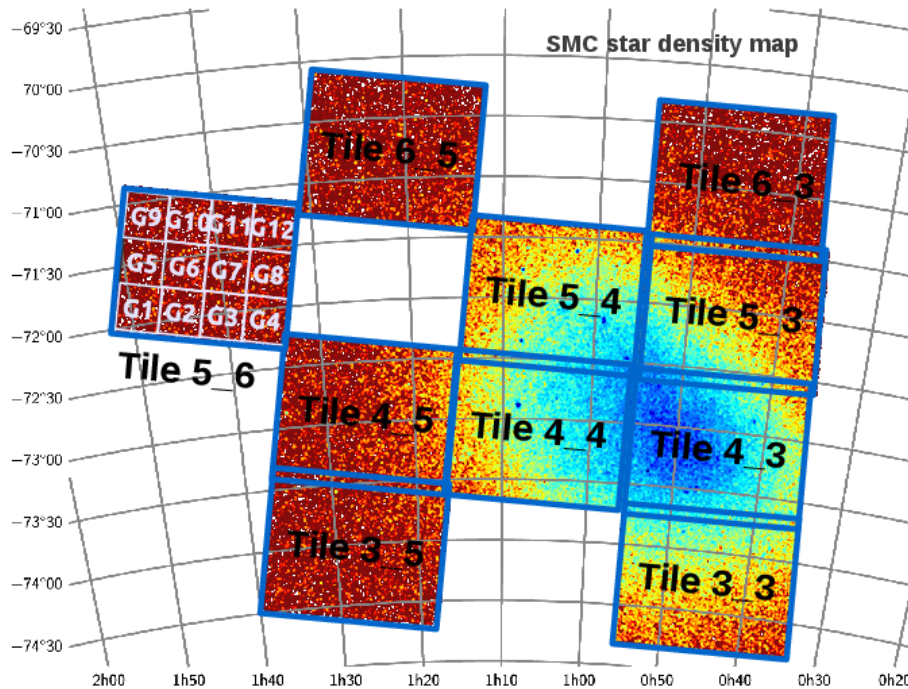 SMC star density map
−69°30
−70°00
−70°30
−71°00
−71°30
−72°00
−72°30
−73°00
−73°30
−74°00
−74°30
Tile 6_5
Tile 6_3
G9 G10 G11 G12
G5 G6 G7 G8
G1 G2 G3 G4
Tile 5_6
Tile 5_4
Tile 5_3
Tile 4_5
Tile 4_4
Tile 4_3
Tile 3_5
Tile 3_3
2h00 1h50 1h40 1h30 1h20 1h10 1h00 0h50 0h40 0h30 0h20